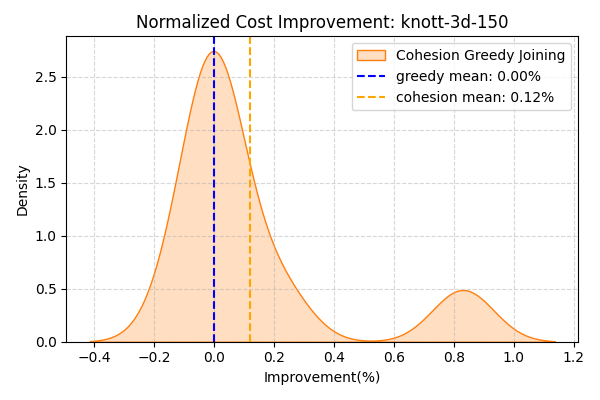 Normalized Cost Improvement: knott-3d-150
Cohesion Greedy Joining
greedy mean: 0.00%
cohesion mean: 0.12%
Density
2.5
2.0
1.5
1.0
0.5
0.0
−0.4 −0.2 0.0 0.2 0.4 0.6 0.8 1.0 1.2
Improvement(%)